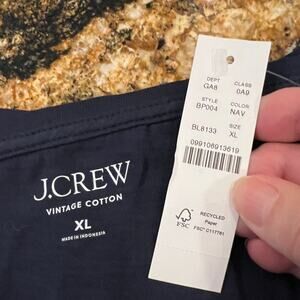 DEPT CLASS
GA8 0A9
STYLE COLOR
BP004 NAV
SIZE
BL8133 XL
099106913619
J.CREW
VINTAGE COTTON
XL
MADE IN INDONESIA
FSC
RECYCLED
Paper
FSC® C117761